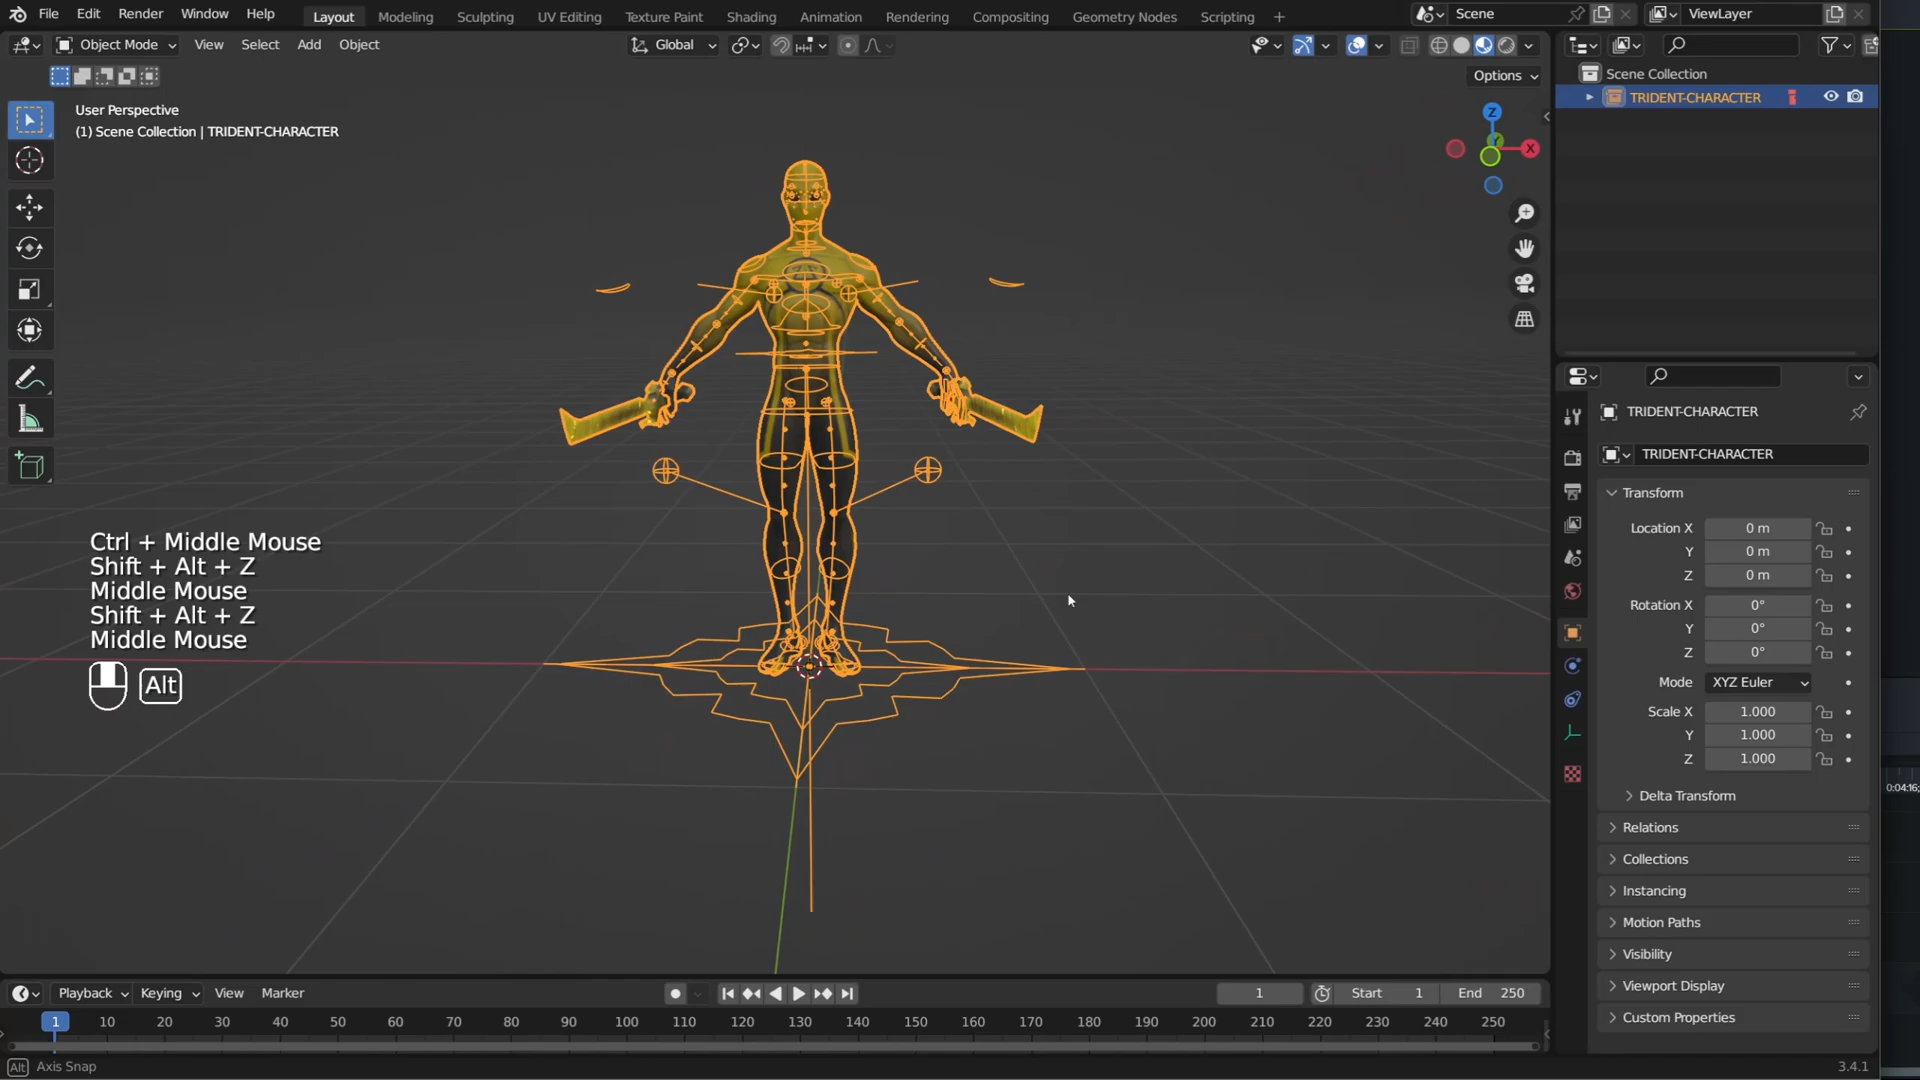 File Edit Render Window Help Layout Modeling Sculpting UV Editing Texture Paint Shading Animation Rendering Compositing Geometry Nodes Scripting + Scene ViewLayer
Object Mode View Select Add Object Global
Options
User Perspective
(1) Scene Collection | TRIDENT-CHARACTER
Z
X
Scene Collection
TRIDENT-CHARACTER
TRIDENT-CHARACTER
TRIDENT-CHARACTER
Transform
Location X 0 m
Y 0 m
Z 0 m
Rotation X 0°
Y 0°
Z 0°
Mode XYZ Euler
Scale X 1.000
Y 1.000
Z 1.000
Delta Transform
Relations
Collections
Instancing
Motion Paths
Visibility
Viewport Display
Custom Properties
Ctrl + Middle Mouse
Shift + Alt + Z
Middle Mouse
Shift + Alt + Z
Middle Mouse
Alt
0:04:16;
Playback Keying View Marker 1 Start 1 End 250
1 10 20 30 40 50 60 70 80 90 100 110 120 130 140 150 160 170 180 190 200 210 220 230 240 250
Alt Axis Snap 3.4.1